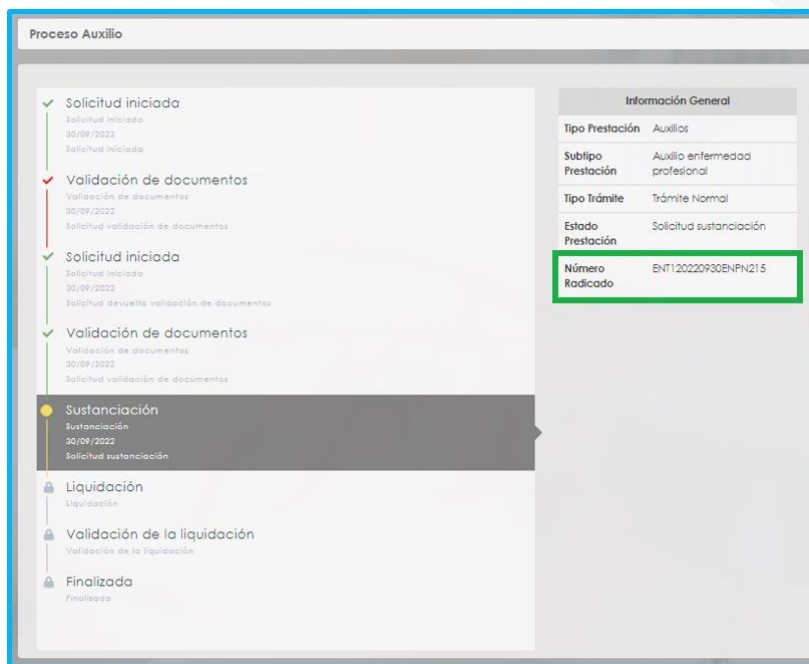 Proceso Auxilio
Solicitud iniciada
Solicitud iniciada
30/09/2022
Solicitud iniciada
Validación de documentos
Validación de documentos
30/09/2022
Solicitud validación de documentos
Solicitud iniciada
Solicitud iniciada
30/09/2022
Solicitud devuelta validación de documentos
Validación de documentos
Validación de documentos
30/09/2022
Solicitud validación de documentos
Sustanciación
Sustanciación
30/09/2022
Solicitud sustanciación
Liquidación
Liquidación
Validación de la liquidación
Validación de la liquidación
Finalizada
Finalizada
Información General
Tipo Prestación Auxilios
Subtipo Auxilio enfermedad
Prestación profesional
Tipo Trámite Trámite Normal
Estado Solicitud sustanciación
Prestación
Número ENT120220930ENPN215
Radicado